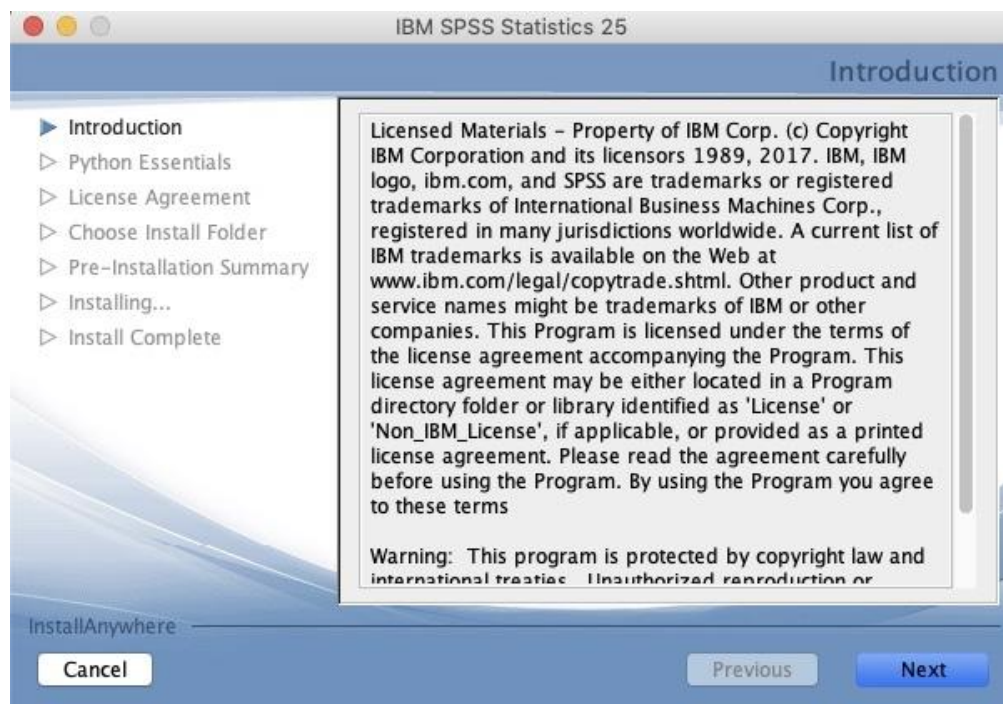 IBM SPSS Statistics 25
Introduction
Introduction
Python Essentials
License Agreement
Choose Install Folder
Pre-Installation Summary
Installing...
Install Complete
Licensed Materials – Property of IBM Corp. (c) Copyright
IBM Corporation and its licensors 1989, 2017. IBM, IBM
logo, ibm.com, and SPSS are trademarks or registered
trademarks of International Business Machines Corp.,
registered in many jurisdictions worldwide. A current list of
IBM trademarks is available on the Web at
www.ibm.com/legal/copytrade.shtml. Other product and
service names might be trademarks of IBM or other
companies. This Program is licensed under the terms of
the license agreement accompanying the Program. This
license agreement may be either located in a Program
directory folder or library identified as 'License' or
'Non_IBM_License', if applicable, or provided as a printed
license agreement. Please read the agreement carefully
before using the Program. By using the Program you agree
to these terms
Warning: This program is protected by copyright law and
international treaties. Unauthorized reproduction or
InstallAnywhere
Cancel
Previous
Next